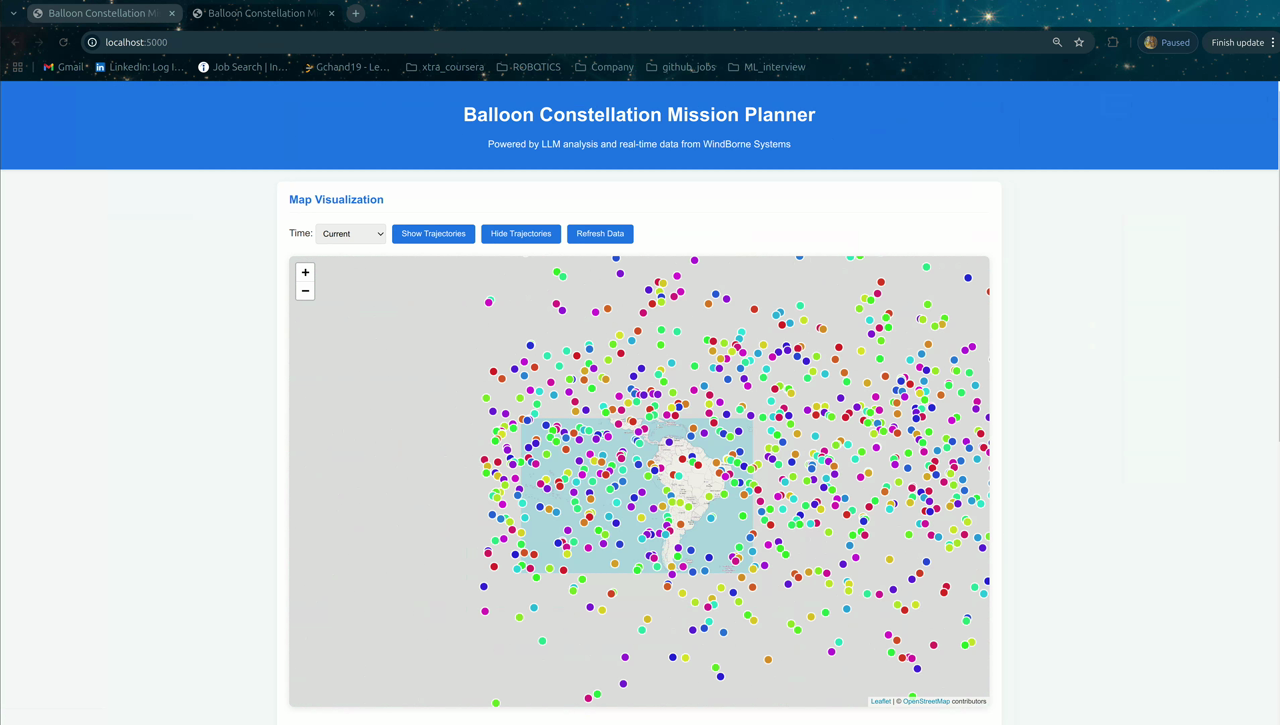 Balloon Constellation Mi
Balloon Constellation M
localhost:5000
Paused
Finish update
Gmail
LinkedIn: Log I...
Job Search | In...
Gchand19 - Le...
xtra_coursera
ROBOTICS
Company
github_jobs
ML_interview
Balloon Constellation Mission Planner
Powered by LLM analysis and real-time data from WindBorne Systems
Map Visualization
Time: Current Show Trajectories Hide Trajectories Refresh Data
+
−
Leaflet | © OpenStreetMap contributors